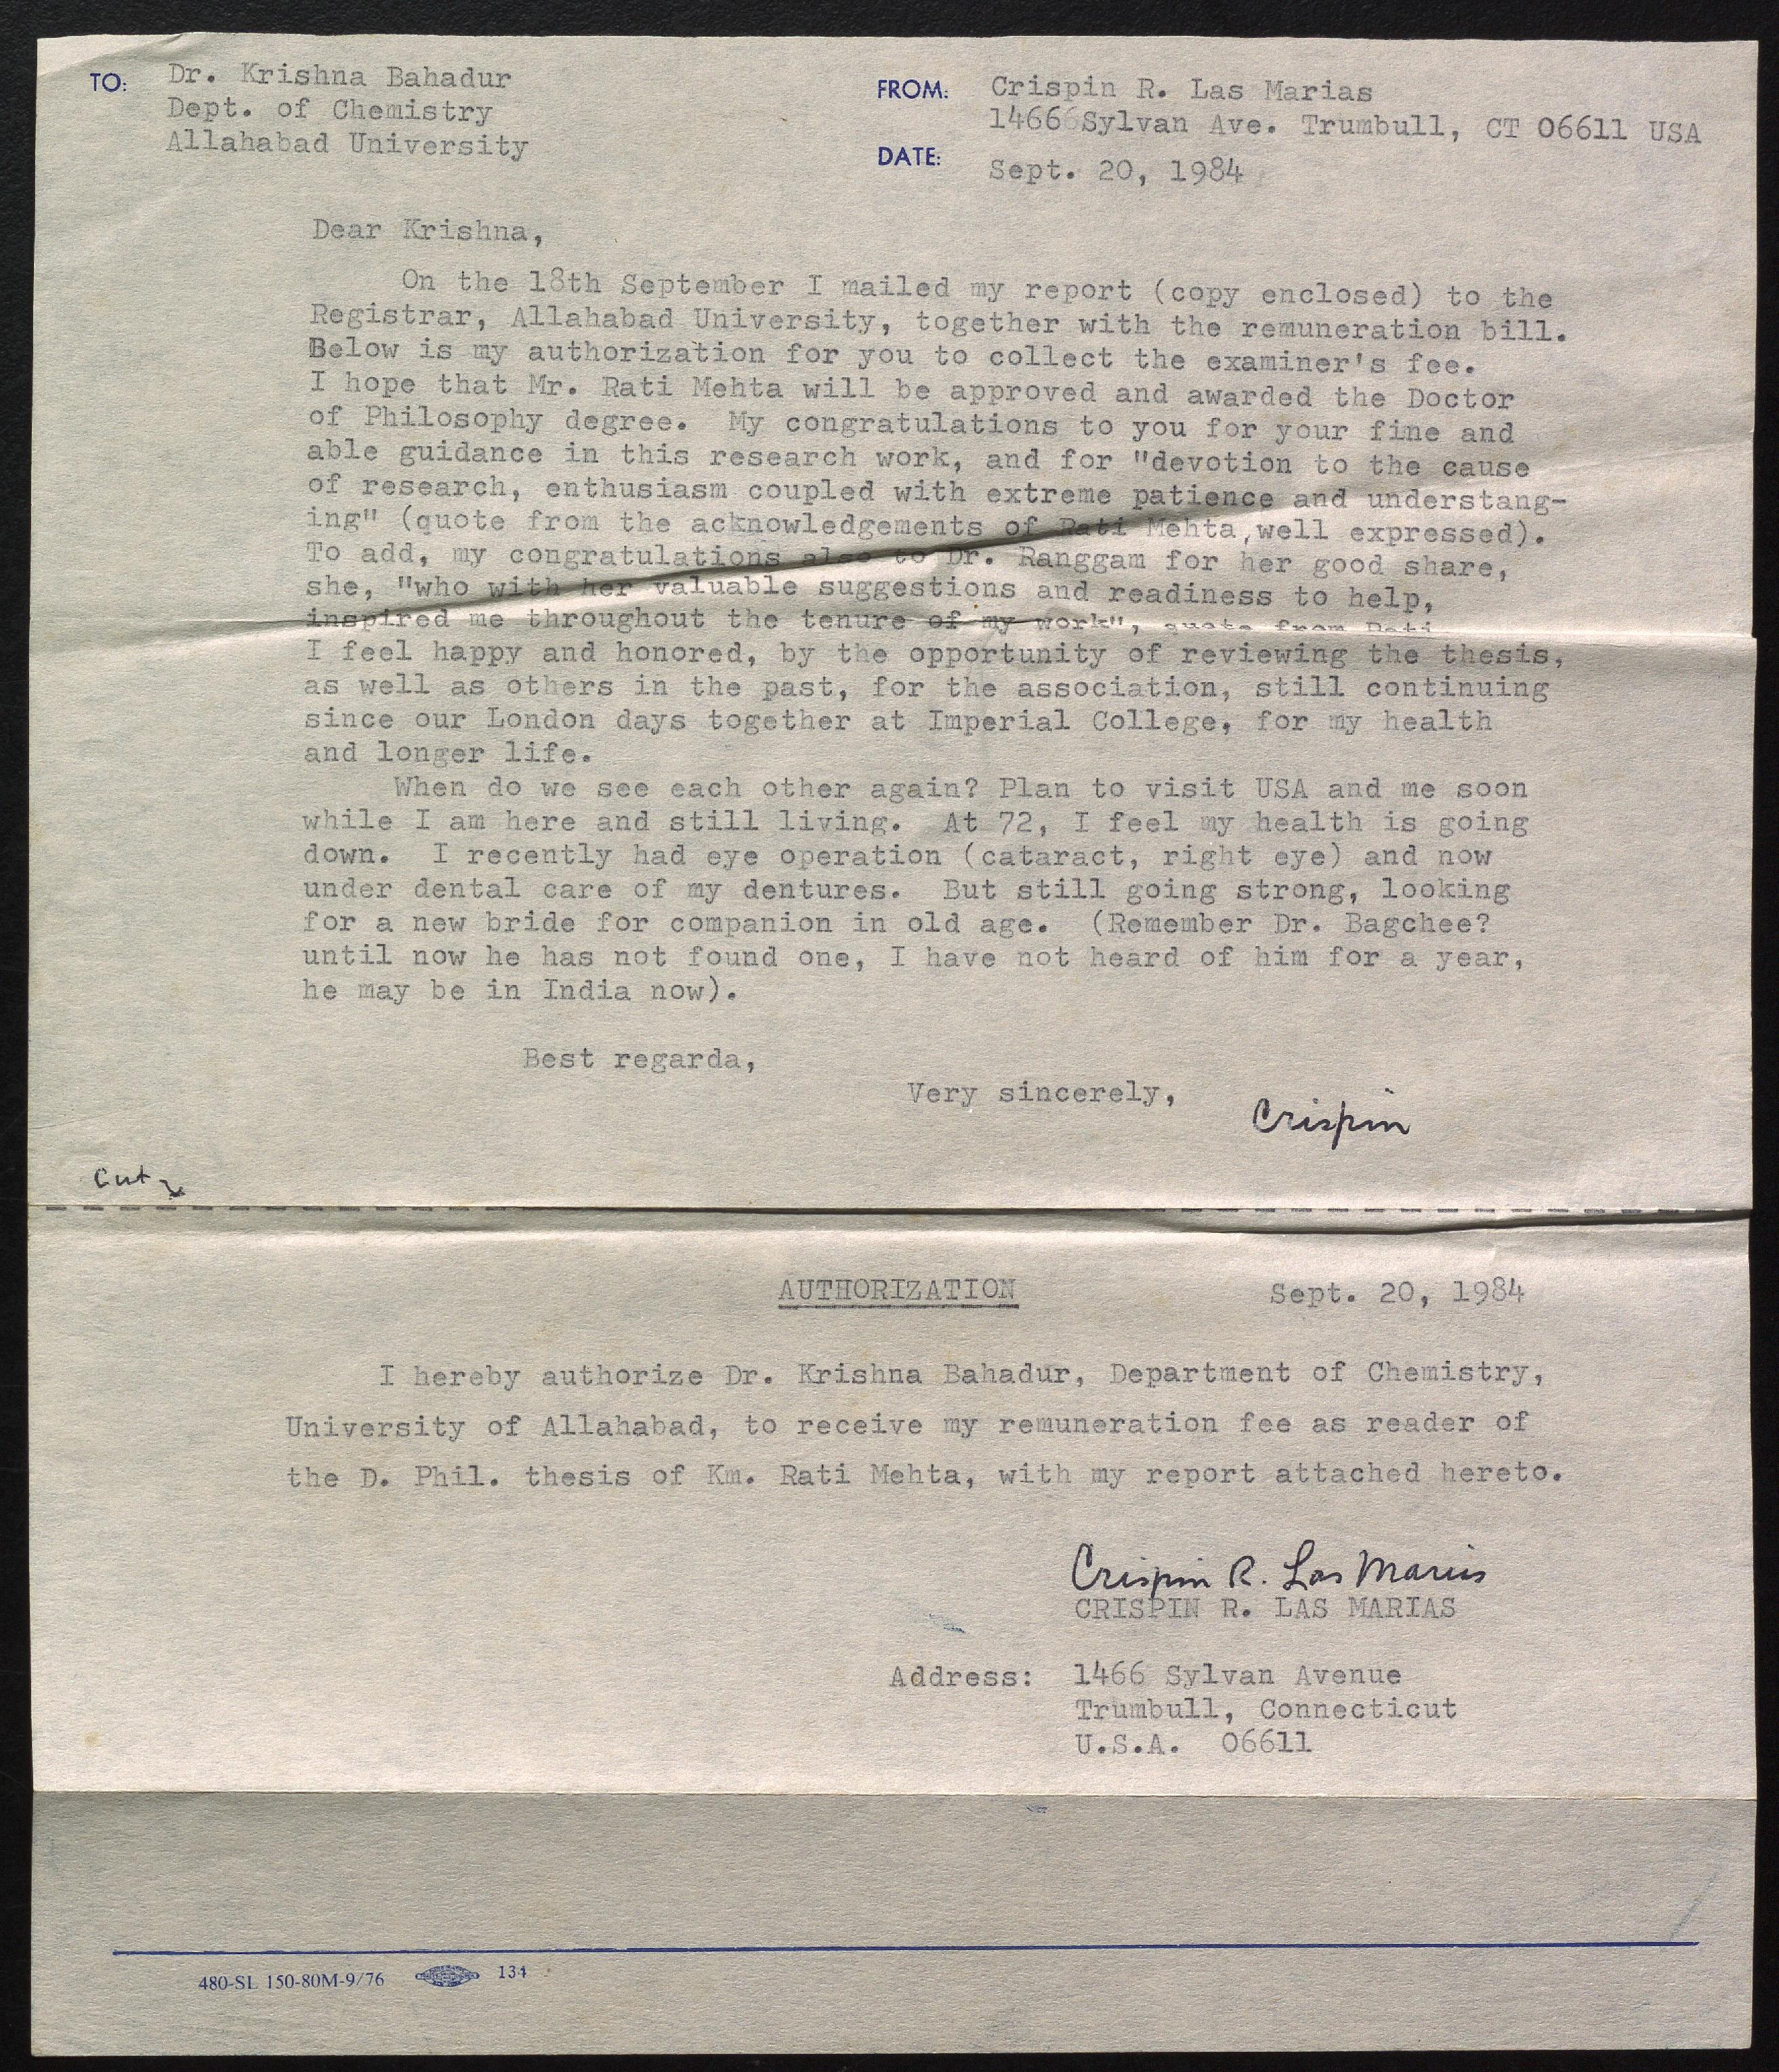 TO: Dr. Krishna Bahadur
Dept. of Chemistry
Allahabad University
FROM: Crispin R. Las Marias
14666Sylvan Ave. Trumbull, CT 06611 USA
DATE: Sept. 20, 1984
Dear Krishna,
On the 18th September I mailed my report (copy enclosed) to the
Registrar, Allahabad University, together with the remuneration bill.
Below is my authorization for you to collect the examiner's fee.
I hope that Mr. Rati Mehta will be approved and awarded the Doctor
of Philosophy degree. My congratulations to you for your fine and
able guidance in this research work, and for "devotion to the cause
of research, enthusiasm coupled with extreme patience and understang-
ing" (quote from the acknowledgements of Rati Mehta,well expressed).
To add, my congratulations also to Dr. Ranggam for her good share,
she, "who with her valuable suggestions and readiness to help,
inspired me throughout the tenure of my work", quote from Rati
I feel happy and honored, by the opportunity of reviewing the thesis,
as well as others in the past, for the association, still continuing
since our London days together at Imperial College, for my health
and longer life.
When do we see each other again? Plan to visit USA and me soon
while I am here and still living. At 72, I feel my health is going
down. I recently had eye operation (cataract, right eye) and now
under dental care of my dentures. But still going strong, looking
for a new bride for companion in old age. (Remember Dr. Bagchee?
until now he has not found one, I have not heard of him for a year,
he may be in India now).
Best regarda,
Very sincerely,
Crispin
Cut
AUTHORIZATION Sept. 20, 1984
I hereby authorize Dr. Krishna Bahadur, Department of Chemistry,
University of Allahabad, to receive my remuneration fee as reader of
the D. Phil. thesis of Km. Rati Mehta, with my report attached hereto.
Crispin R. Las Marias
CRISPIN R. LAS MARIAS
Address: 1466 Sylvan Avenue
Trumbull, Connecticut
U.S.A. 06611
480-SL 150-80M-9/76 134